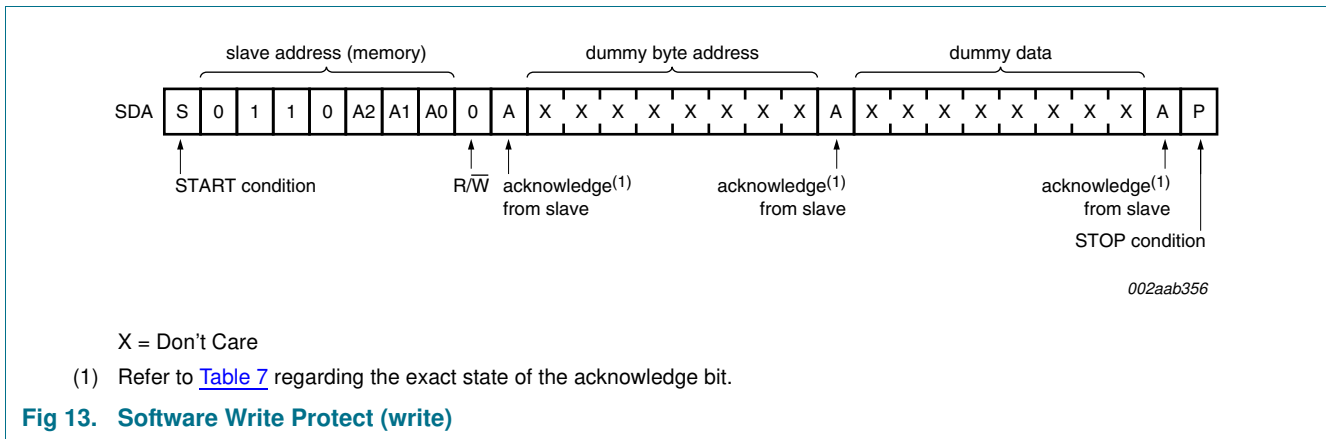 slave address (memory) dummy byte address dummy data
SDA S 0 1 1 0 A2 A1 A0 0 A X X X X X X X X A X X X X X X X X A P
START condition R/W̅ acknowledge(1) acknowledge(1) acknowledge(1)
from slave from slave from slave
STOP condition
002aab356
X = Don't Care
(1) Refer to Table 7 regarding the exact state of the acknowledge bit.
Fig 13. Software Write Protect (write)